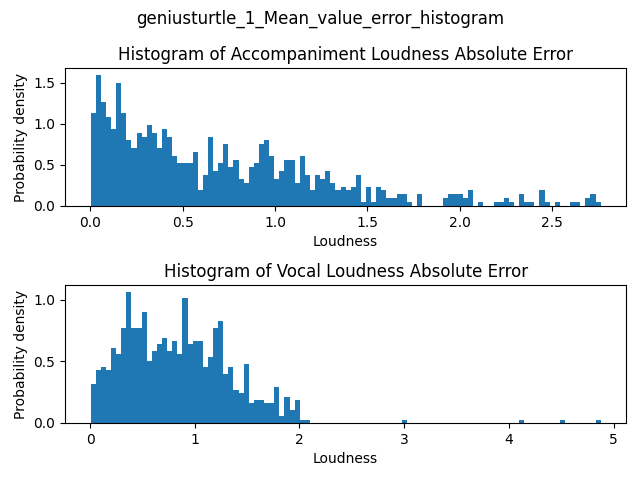 geniusturtle_1_Mean_value_error_histogram
Histogram of Accompaniment Loudness Absolute Error
Probability density
1.5
1.0
0.5
0.0
0.0 0.5 1.0 1.5 2.0 2.5
Loudness
Histogram of Vocal Loudness Absolute Error
Probability density
1.0
0.5
0.0
0 1 2 3 4 5
Loudness